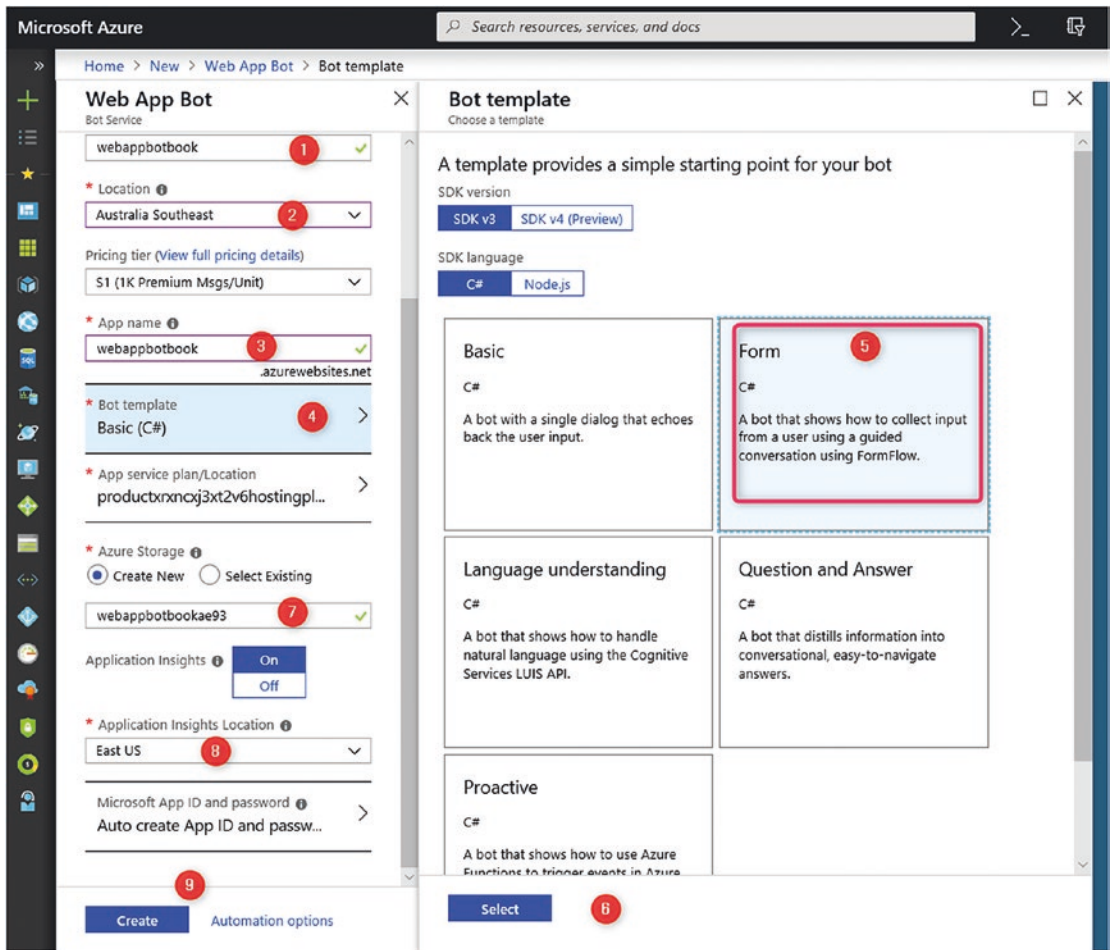 Microsoft Azure
Search resources, services, and docs
Home > New > Web App Bot > Bot template
Web App Bot
Bot Service
webappbotbook
1
* Location
Australia Southeast
2
Pricing tier (View full pricing details)
S1 (1K Premium Msgs/Unit)
* App name
webappbotbook
3
.azurewebsites.net
* Bot template
Basic (C#)
4
* App service plan/Location
productxrxncxj3xt2v6hostingpl...
* Azure Storage
Create New
Select Existing
webappbotbookae93
7
Application Insights
On
Off
* Application Insights Location
East US
8
Microsoft App ID and password
Auto create App ID and passw...
9
Create
Automation options
Bot template
Choose a template
A template provides a simple starting point for your bot
SDK version
SDK v3
SDK v4 (Preview)
SDK language
C#
Node.js
Basic
C#
A bot with a single dialog that echoes
back the user input.
Form
5
C#
A bot that shows how to collect input
from a user using a guided
conversation using FormFlow.
Language understanding
C#
A bot that shows how to handle
natural language using the Cognitive
Services LUIS API.
Question and Answer
C#
A bot that distills information into
conversational, easy-to-navigate
answers.
Proactive
C#
A bot that shows how to use Azure
Functions to trigger events in Azure
Select
6